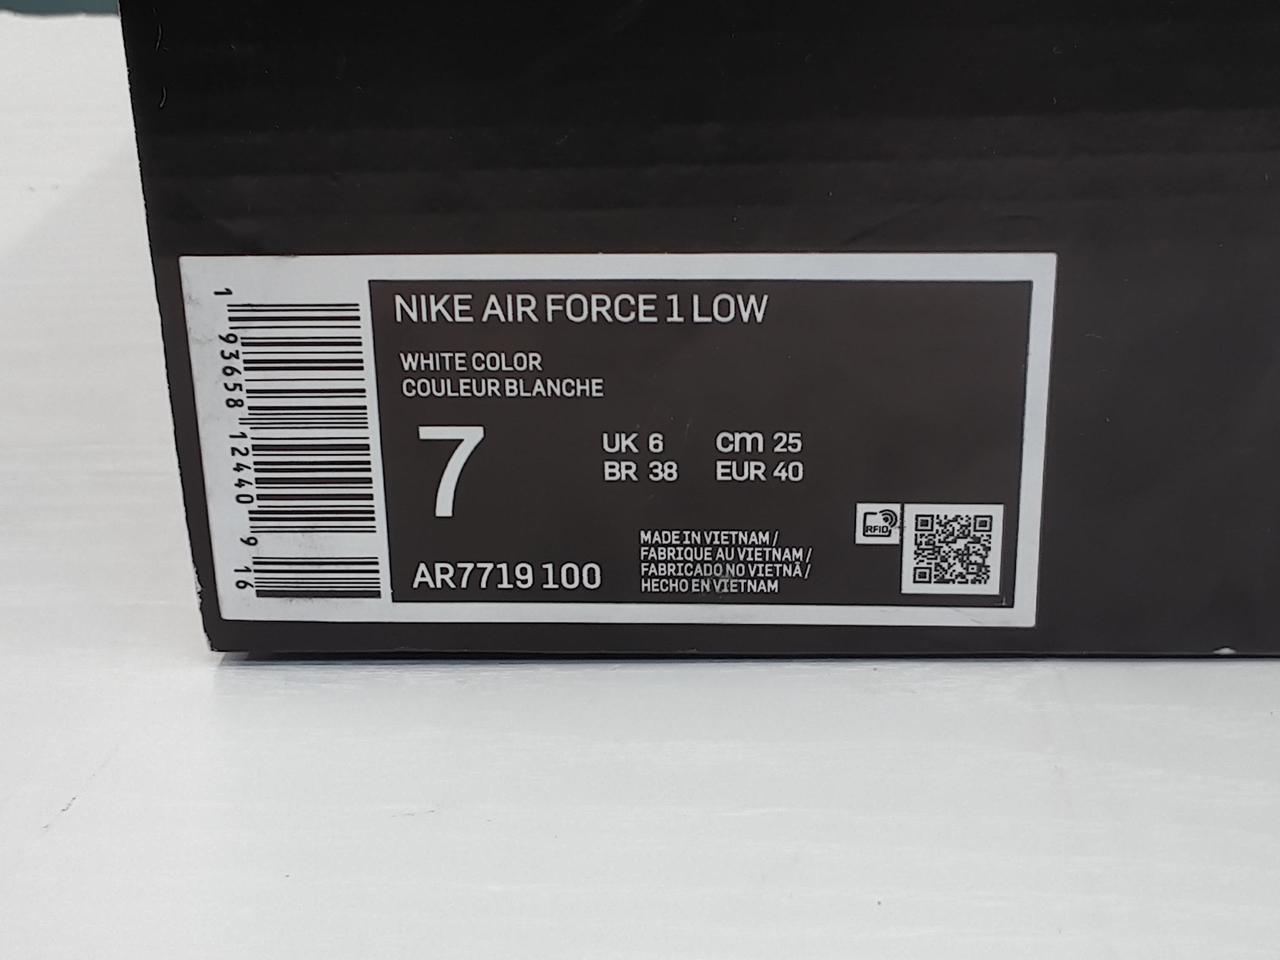 1 93658 12440 9 16
NIKE AIR FORCE 1 LOW
WHITE COLOR
COULEUR BLANCHE
7
UK 6 cm 25
BR 38 EUR 40
AR7719 100
MADE IN VIETNAM /
FABRIQUE AU VIETNAM /
FABRICADO NO VIETNÃ /
HECHO EN VIETNAM
RFID